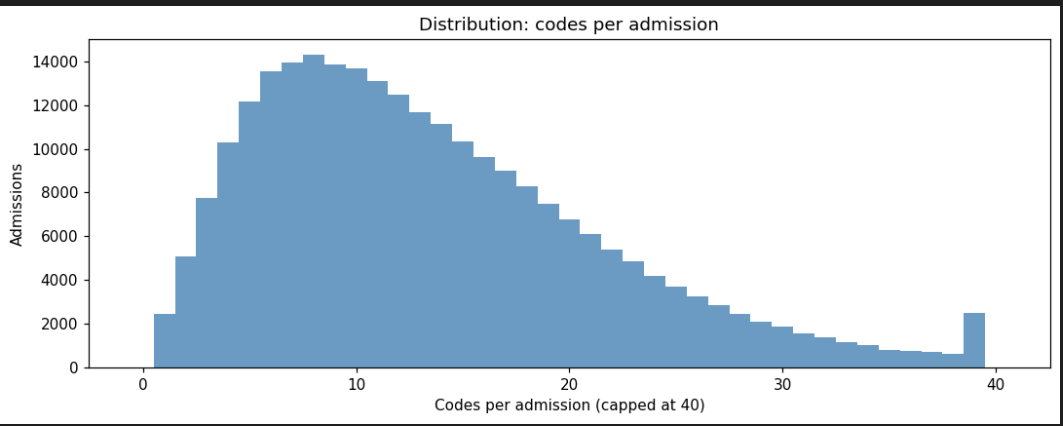 Distribution: codes per admission
14000
12000
10000
8000
6000
4000
2000
0
Admissions
0 10 20 30 40
Codes per admission (capped at 40)